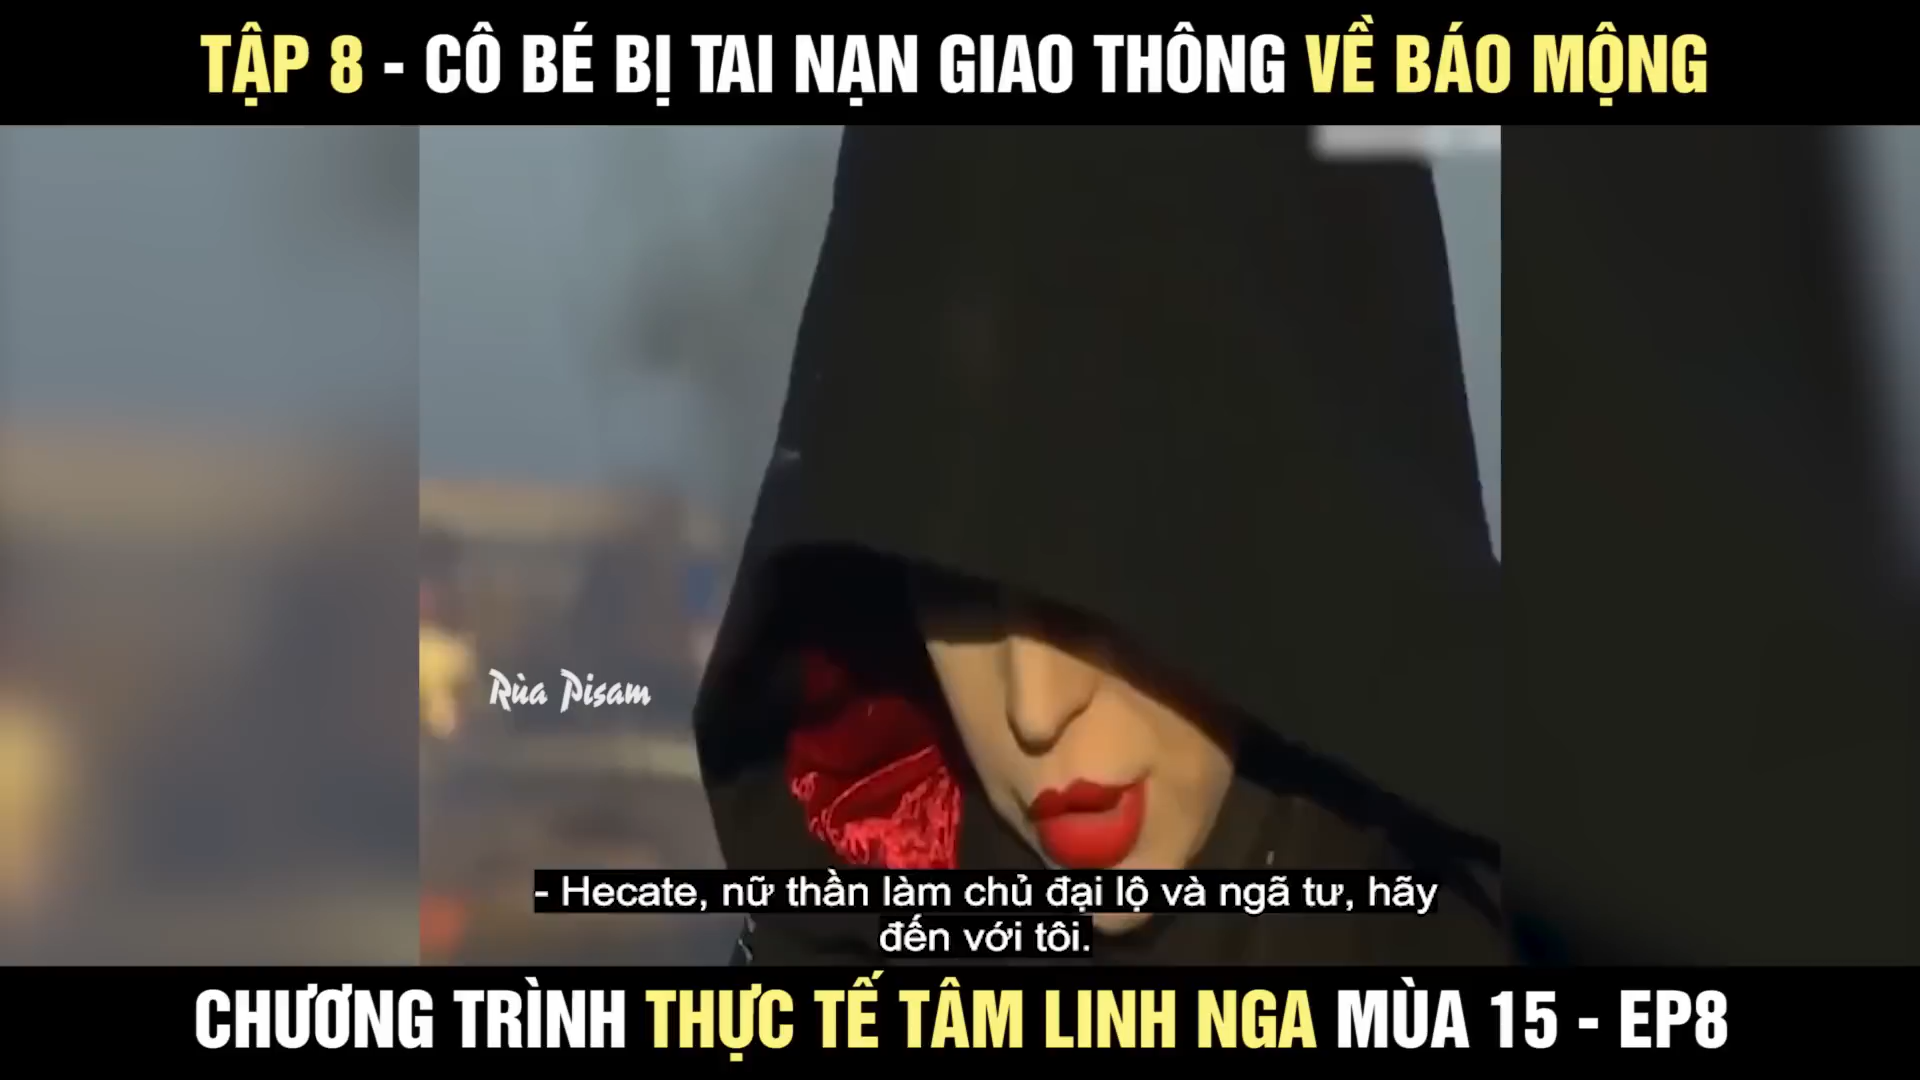 TẬP 8 - CÔ BÉ BỊ TAI NẠN GIAO THÔNG VỀ BÁO MỘNG
Rùa Pisam
- Hecate, nữ thần làm chủ đại lộ và ngã tư, hãy
đến với tôi.
CHƯƠNG TRÌNH THỰC TẾ TÂM LINH NGA MÙA 15 - EP8